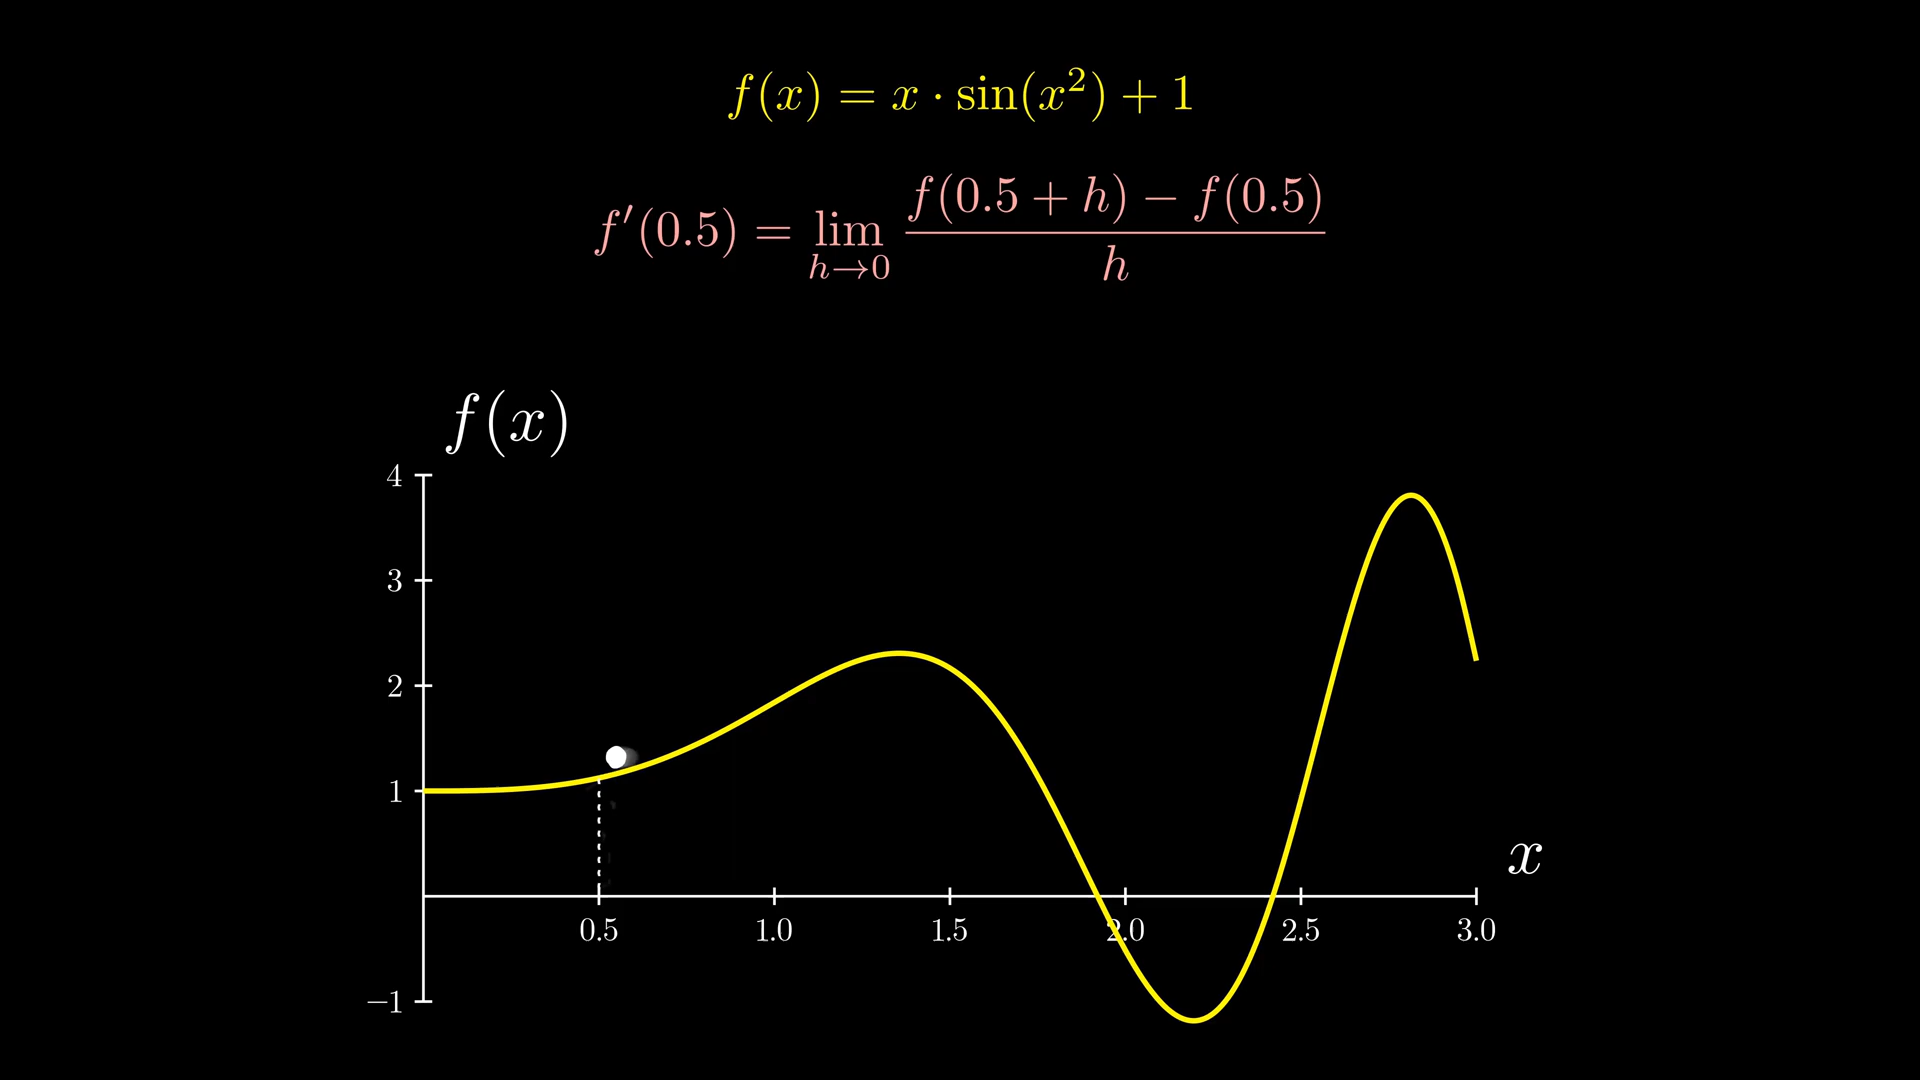 f(x) = x · sin(x²) + 1
f′(0.5) = lim h→0 f(0.5 + h) − f(0.5) / h
f(x)
4
3
2
1
x
0.5 1.0 1.5 2.0 2.5 3.0
−1